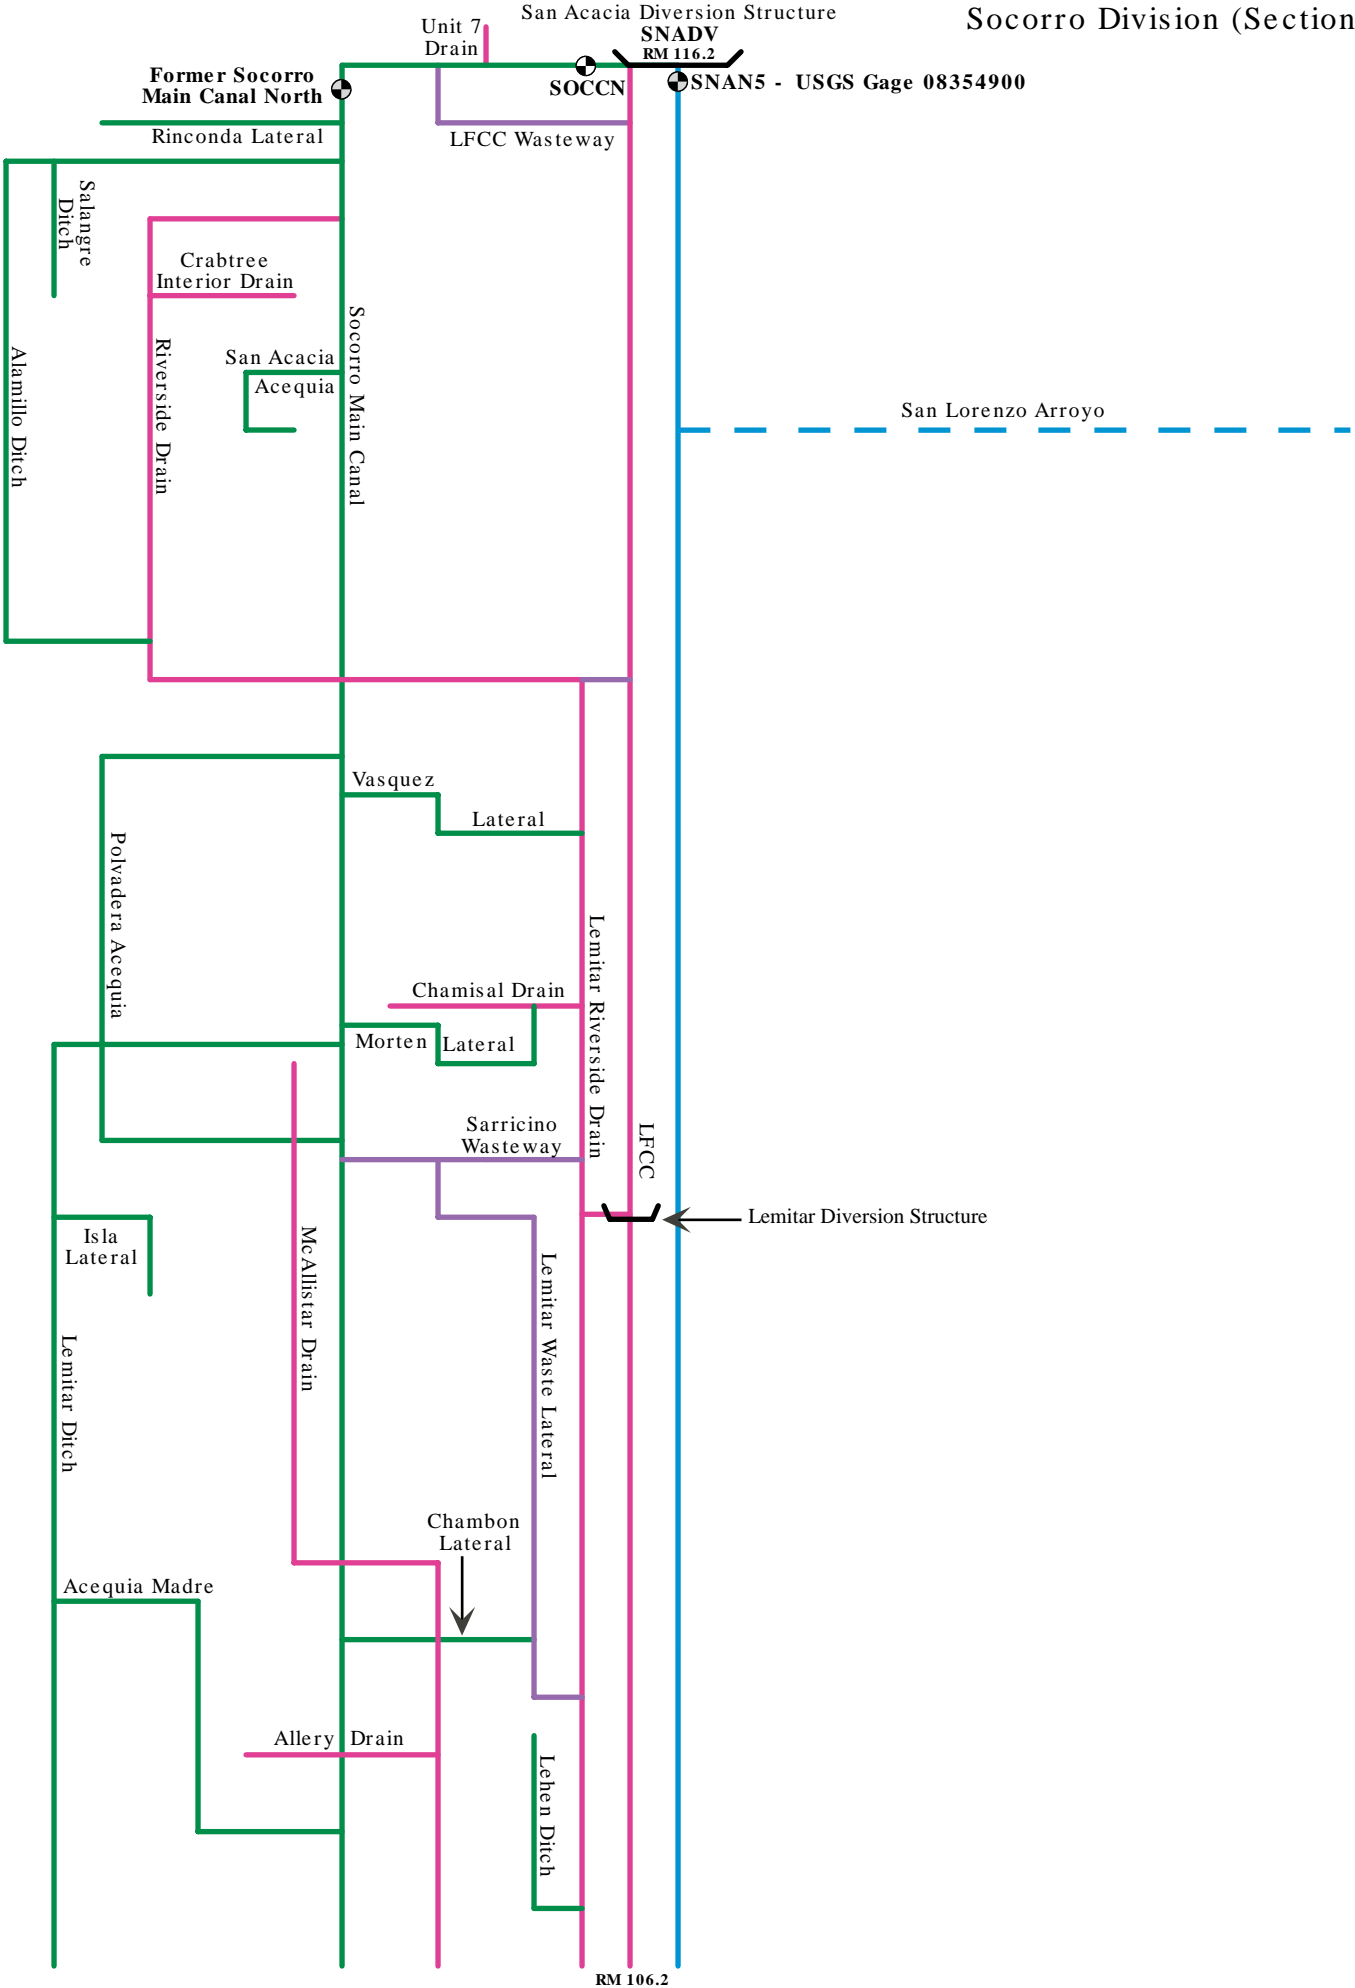 Socorro Division (Section
San Acacia Diversion Structure
SNADV
RM 116.2
Unit 7
Drain
Former Socorro
Main Canal North
SOCCN
SNAN5 - USGS Gage 08354900
Rinconda Lateral
LFCC Wasteway
Salangre
Ditch
Crabtree
Interior Drain
Socorro Main Canal
San Acacia
Acequia
Alamillo Ditch
Riverside Drain
San Lorenzo Arroyo
Vasquez
Lateral
Polvadera Acequia
Lemitar Riverside Drain
Chamisal Drain
Morten
Lateral
Sarricino
Wasteway
LFCC
Lemitar Diversion Structure
Isla
Lateral
McAllistar Drain
Lemitar Waste Lateral
Lemitar Ditch
Chambon
Lateral
Acequia Madre
Allery Drain
Lehen Ditch
RM 106.2